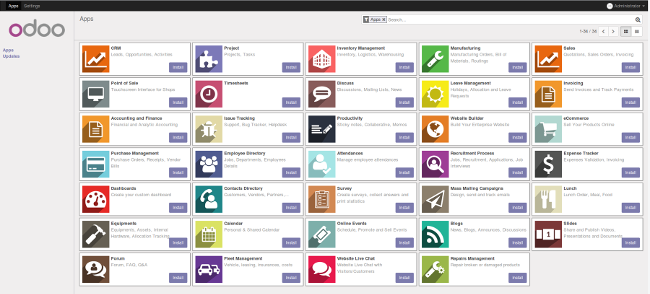 Apps Settings
Administrator
odoo
Apps
Apps Search...
1-36 / 36
Apps
Updates
CRM
Leads, Opportunities, Activities
Install
Project
Projects, Tasks
Install
Inventory Management
Inventory, Logistics, Warehousing
Install
Manufacturing
Manufacturing Orders, Bill of
Materials, Routings
Install
Sales
Quotations, Sales Orders, Invoicing
Install
Point of Sale
Touchscreen Interface for Shops
Install
Timesheets
Install
Discuss
Discussions, Mailing Lists, News
Install
Leave Management
Holidays, Allocation and Leave
Requests
Install
Invoicing
Send Invoices and Track Payments
Install
Accounting and Finance
Financial and Analytic Accounting
Install
Issue Tracking
Support, Bug Tracker, Helpdesk
Install
Productivity
Sticky notes, Collaborative, Memos
Install
Website Builder
Build Your Enterprise Website
Install
eCommerce
Sell Your Products Online
Install
Purchase Management
Purchase Orders, Receipts, Vendor
Bills
Install
Employee Directory
Jobs, Departments, Employees
Details
Install
Attendances
Manage employee attendances
Install
Recruitment Process
Jobs, Recruitment, Applications, Job
Interviews
Install
Expense Tracker
Expenses Validation, Invoicing
Install
Dashboards
Create your custom dashboard
Install
Contacts Directory
Customers, Vendors, Partners,...
Install
Survey
Create surveys, collect answers and
print statistics
Install
Mass Mailing Campaigns
Design, send and track emails
Install
Lunch
Lunch Order, Meal, Food
Install
Equipments
Equipments, Assets, Internal
Hardware, Allocation Tracking
Install
Calendar
Personal & Shared Calendar
Install
Online Events
Schedule, Promote and Sell Events
Install
Blogs
News, Blogs, Announces, Discussions
Install
Slides
Share and Publish Videos,
Presentations and Documents
Install
Forum
Forum, FAQ, Q&A
Install
Fleet Management
Vehicle, leasing, insurances, costs
Install
Website Live Chat
Live Chat with
Visitors/Customers
Install
Repairs Management
Repair broken or damaged products
Install